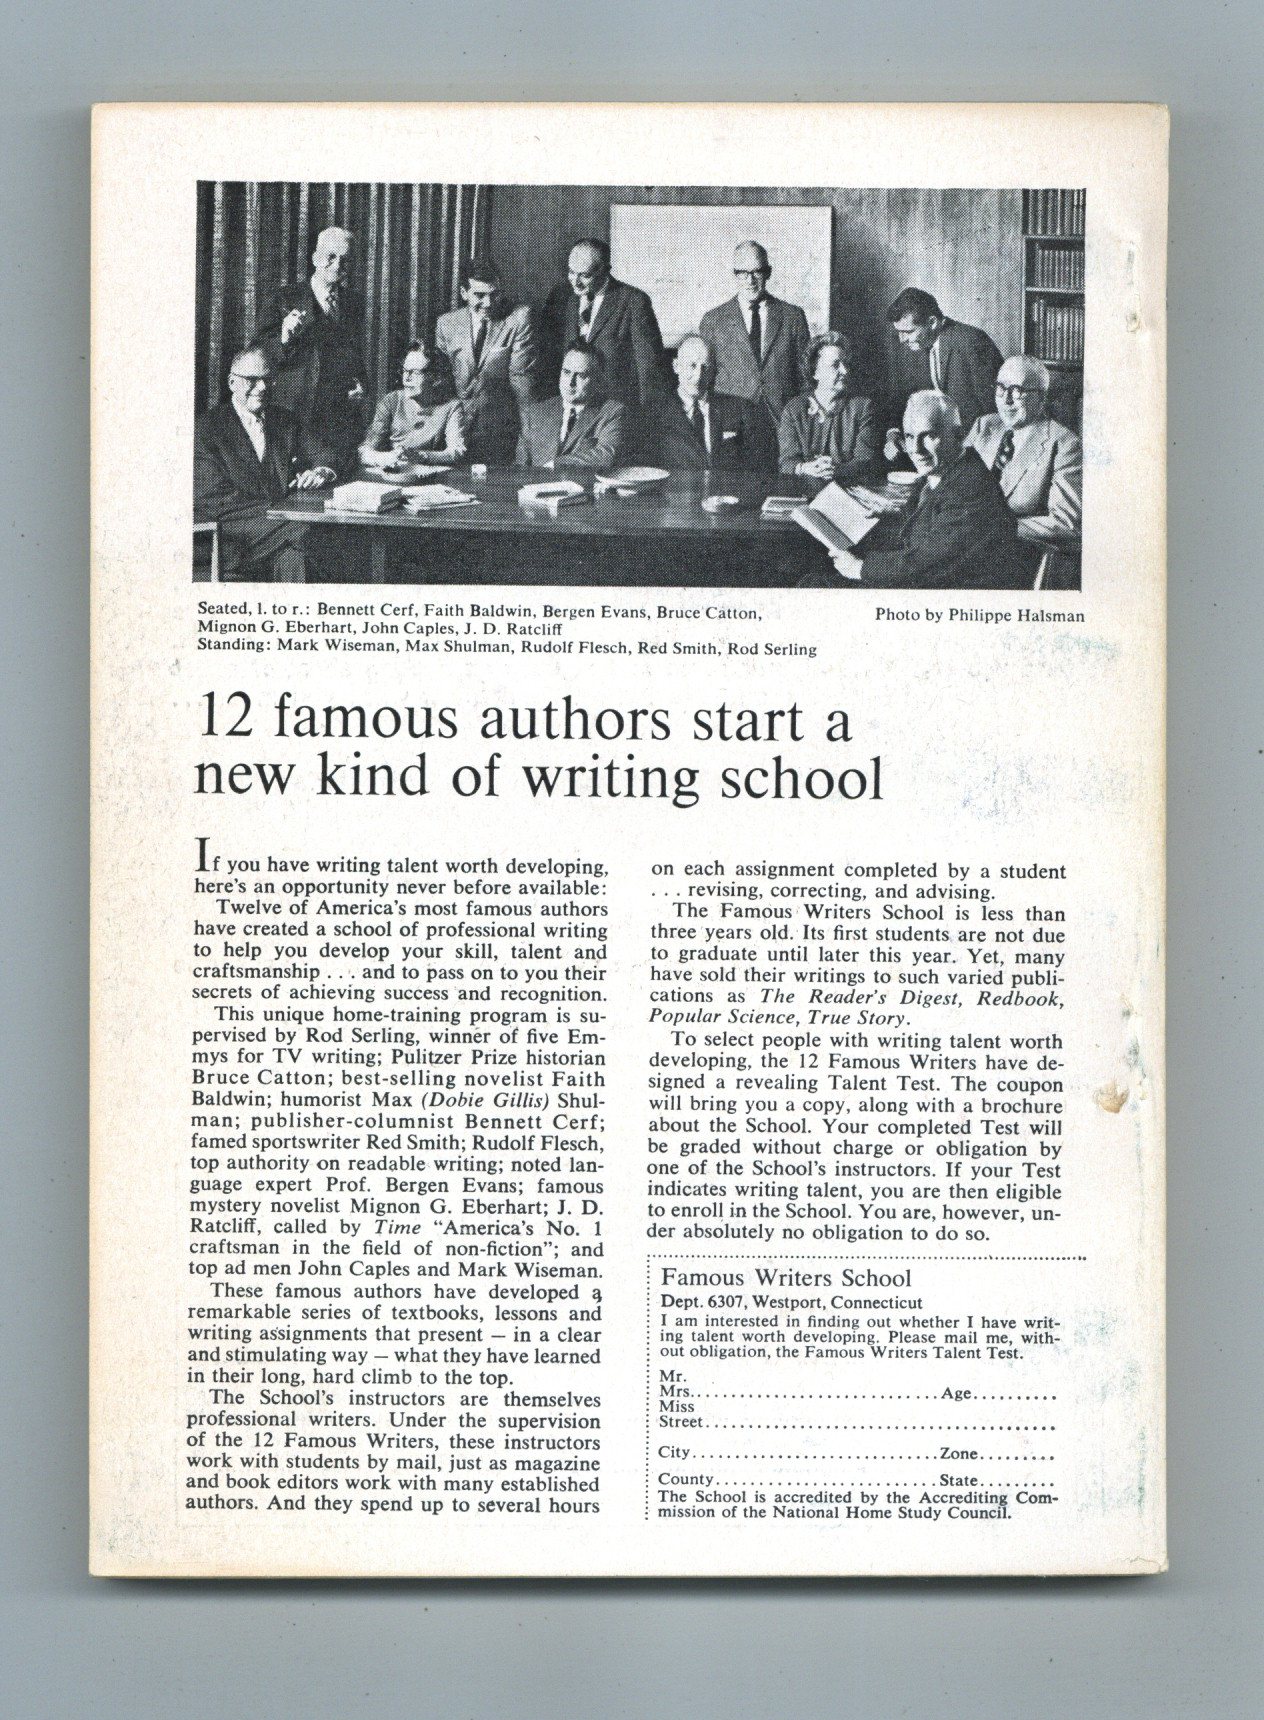 Seated, l. to r.: Bennett Cerf, Faith Baldwin, Bergen Evans, Bruce Catton,
Mignon G. Eberhart, John Caples, J. D. Ratcliff
Standing: Mark Wiseman, Max Shulman, Rudolf Flesch, Red Smith, Rod Serling
Photo by Philippe Halsman
12 famous authors start a
new kind of writing school
If you have writing talent worth developing,
here's an opportunity never before available:
Twelve of America's most famous authors
have created a school of professional writing
to help you develop your skill, talent and
craftsmanship . . . and to pass on to you their
secrets of achieving success and recognition.
This unique home-training program is su-
pervised by Rod Serling, winner of five Em-
mys for TV writing; Pulitzer Prize historian
Bruce Catton; best-selling novelist Faith
Baldwin; humorist Max (Dobie Gillis) Shul-
man; publisher-columnist Bennett Cerf;
famed sportswriter Red Smith; Rudolf Flesch,
top authority on readable writing; noted lan-
guage expert Prof. Bergen Evans; famous
mystery novelist Mignon G. Eberhart; J. D.
Ratcliff, called by Time "America's No. 1
craftsman in the field of non-fiction"; and
top ad men John Caples and Mark Wiseman.
These famous authors have developed a
remarkable series of textbooks, lessons and
writing assignments that present — in a clear
and stimulating way — what they have learned
in their long, hard climb to the top.
The School's instructors are themselves
professional writers. Under the supervision
of the 12 Famous Writers, these instructors
work with students by mail, just as magazine
and book editors work with many established
authors. And they spend up to several hours
on each assignment completed by a student
. . . revising, correcting, and advising.
The Famous Writers School is less than
three years old. Its first students are not due
to graduate until later this year. Yet, many
have sold their writings to such varied publi-
cations as The Reader's Digest, Redbook,
Popular Science, True Story.
To select people with writing talent worth
developing, the 12 Famous Writers have de-
signed a revealing Talent Test. The coupon
will bring you a copy, along with a brochure
about the School. Your completed Test will
be graded without charge or obligation by
one of the School's instructors. If your Test
indicates writing talent, you are then eligible
to enroll in the School. You are, however, un-
der absolutely no obligation to do so.
Famous Writers School
Dept. 6307, Westport, Connecticut
I am interested in finding out whether I have writ-
ing talent worth developing. Please mail me, with-
out obligation, the Famous Writers Talent Test.
Mr.
Mrs.............................Age..........
Miss
Street........................................
City............................Zone.........
County.........................State.........
The School is accredited by the Accrediting Com-
mission of the National Home Study Council.